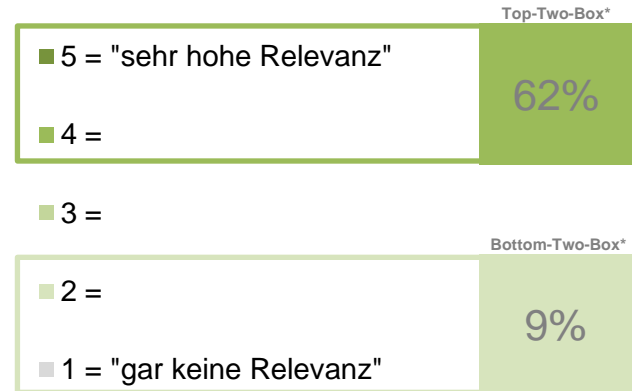 Top-Two-Box*
5 = "sehr hohe Relevanz"
62%
4 =
3 =
Bottom-Two-Box*
2 =
9%
1 = "gar keine Relevanz"